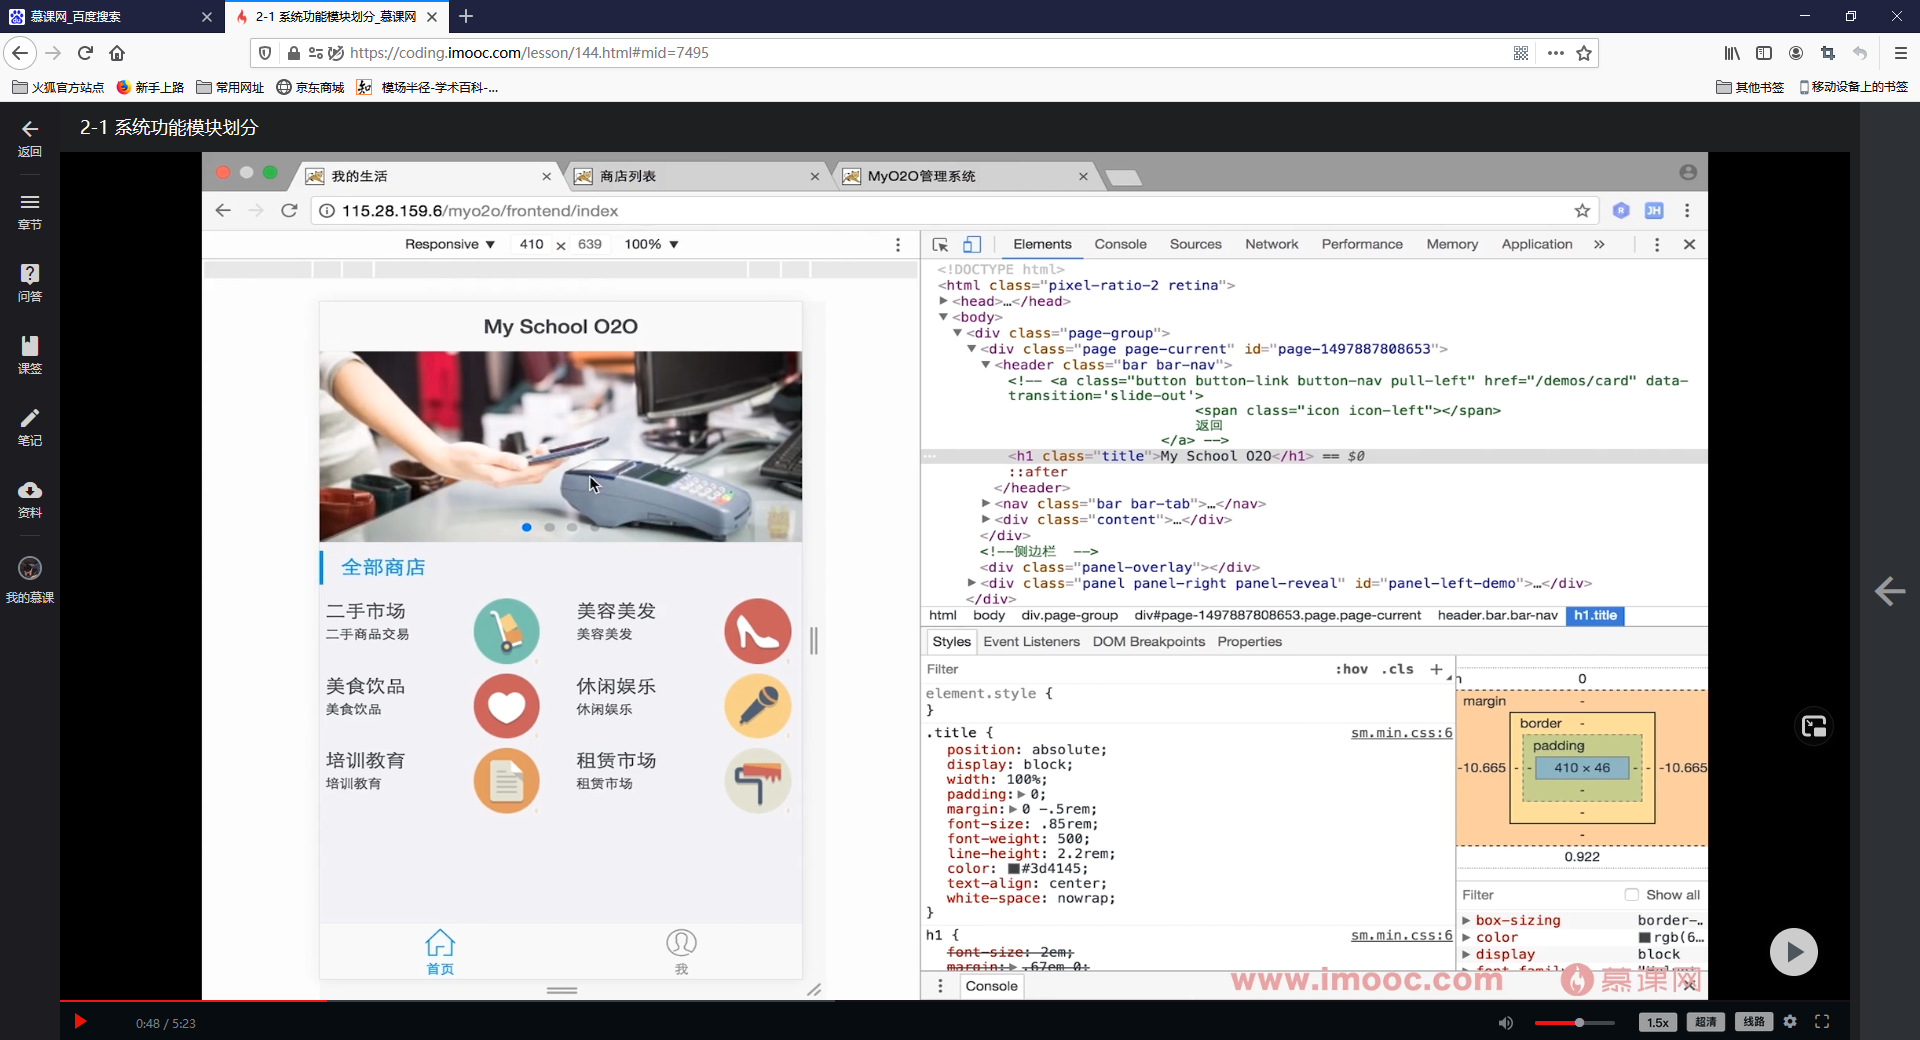 慕课网_百度搜索
2-1 系统功能模块划分_慕课网
https://coding.imooc.com/lesson/144.html#mid=7495
火狐官方站点
新手上路
常用网址
京东商城
模场半径-学术百科-...
其他书签
移动设备上的书签
返回
章节
问答
课签
笔记
资料
我的慕课
2-1 系统功能模块划分
我的生活
商店列表
MyO2O管理系统
115.28.159.6/myo2o/frontend/index
JH
Responsive ▼ 410 × 639 100% ▼
My School O2O
全部商店
二手市场
二手商品交易
美容美发
美容美发
美食饮品
美食饮品
休闲娱乐
休闲娱乐
培训教育
培训教育
租赁市场
租赁市场
首页
我
Elements Console Sources Network Performance Memory Application »
<!DOCTYPE html>
<html class="pixel-ratio-2 retina">
▶<head>…</head>
▼<body>
▼<div class="page-group">
▼<div class="page page-current" id="page-1497887808653">
▼<header class="bar bar-nav">
<!-- <a class="button button-link button-nav pull-left" href="/demos/card" data-
transition='slide-out'>
<span class="icon icon-left"></span>
返回
</a> -->
<h1 class="title">My School O2O</h1> == $0
::after
</header>
▶<nav class="bar bar-tab">…</nav>
▶<div class="content">…</div>
</div>
<!--侧边栏 -->
<div class="panel-overlay"></div>
▶<div class="panel panel-right panel-reveal" id="panel-left-demo">…</div>
</div>
html body div.page-group div#page-1497887808653.page.page-current header.bar.bar-nav h1.title
Styles Event Listeners DOM Breakpoints Properties
Filter :hov .cls +
element.style {
}
.title { sm.min.css:6
position: absolute;
display: block;
width: 100%;
padding:▶0;
margin:▶0 -.5rem;
font-size: .85rem;
font-weight: 500;
line-height: 2.2rem;
color: #3d4145;
text-align: center;
white-space: nowrap;
}
h1 { sm.min.css:6
font-size: 2em;
margin:▶.67em 0;
0
margin -
border -
padding
-10.665 - - 410 × 46 - - -10.665
-
-
-
0.922
Filter Show all
▶ box-sizing border-…
▶ color rgb(6…
▶ display block
Console
www.imooc.com 慕课网
0:48 / 5:23
1.5x 超清 线路